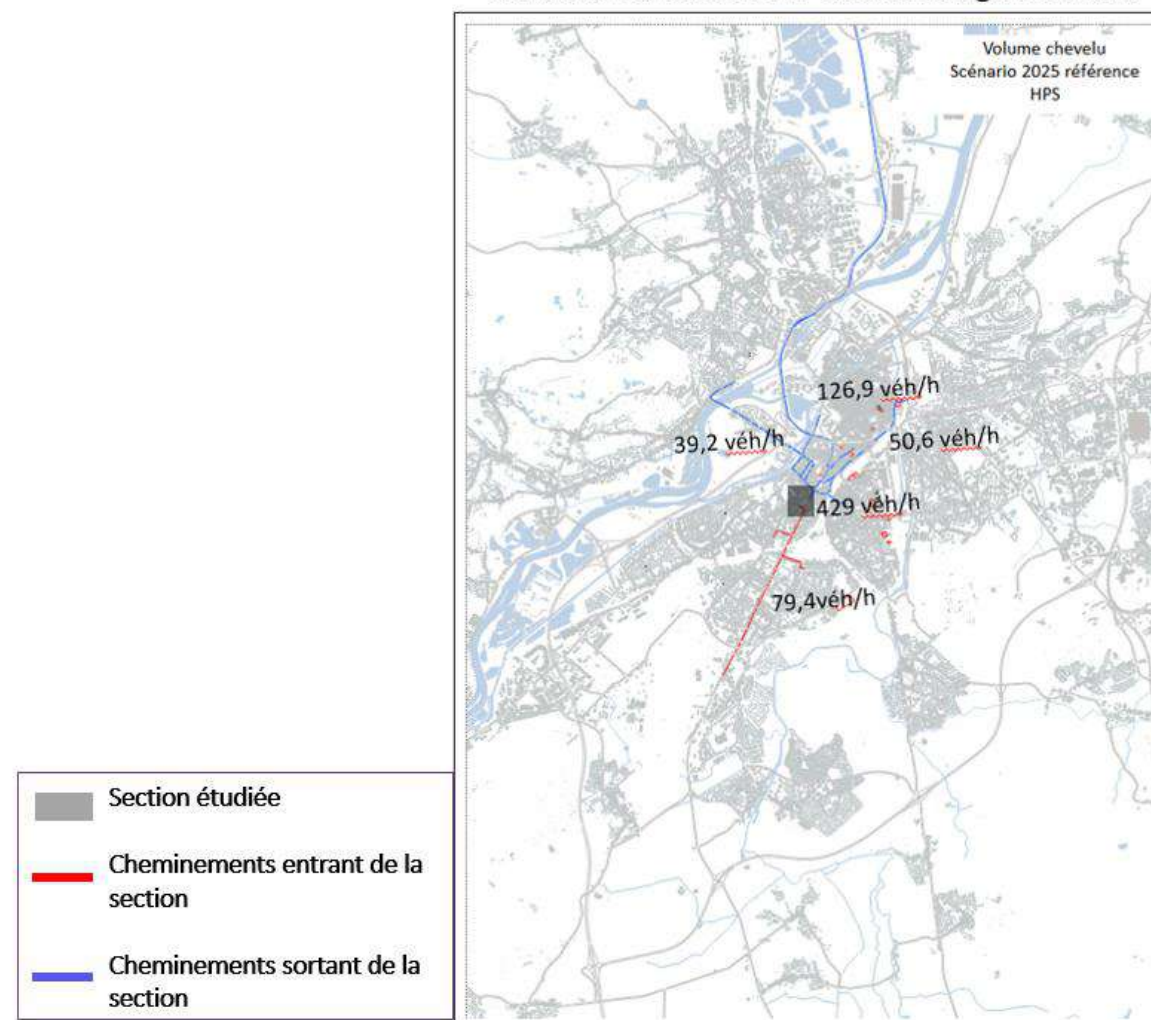 Volume chevelu
Scénario 2025 référence
HPS
126,9 véh/h
39,2 véh/h
50,6 véh/h
429 véh/h
79,4véh/h
Section étudiée
Cheminements entrant de la
section
Cheminements sortant de la
section